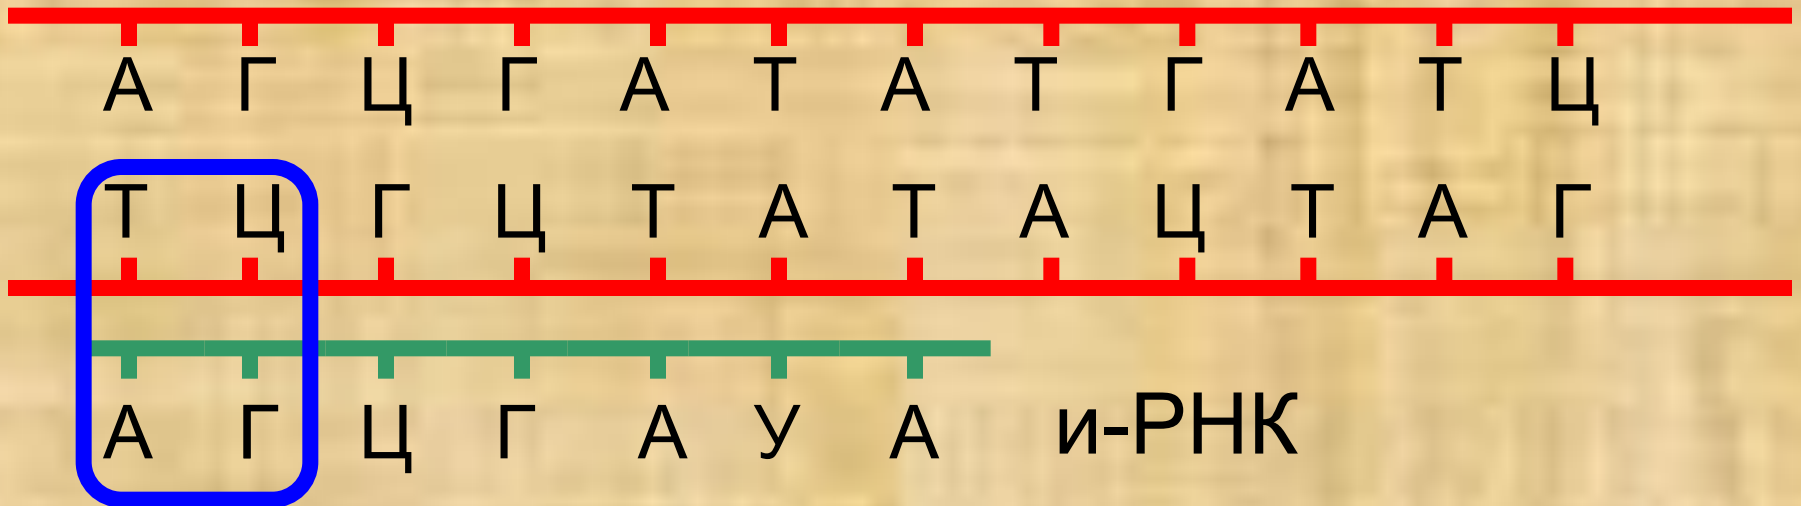 А Г Ц Г А Т А Т Г А Т Ц
Т Ц Г Ц Т А Т А Ц Т А Г
А Г Ц Г А У А и-РНК